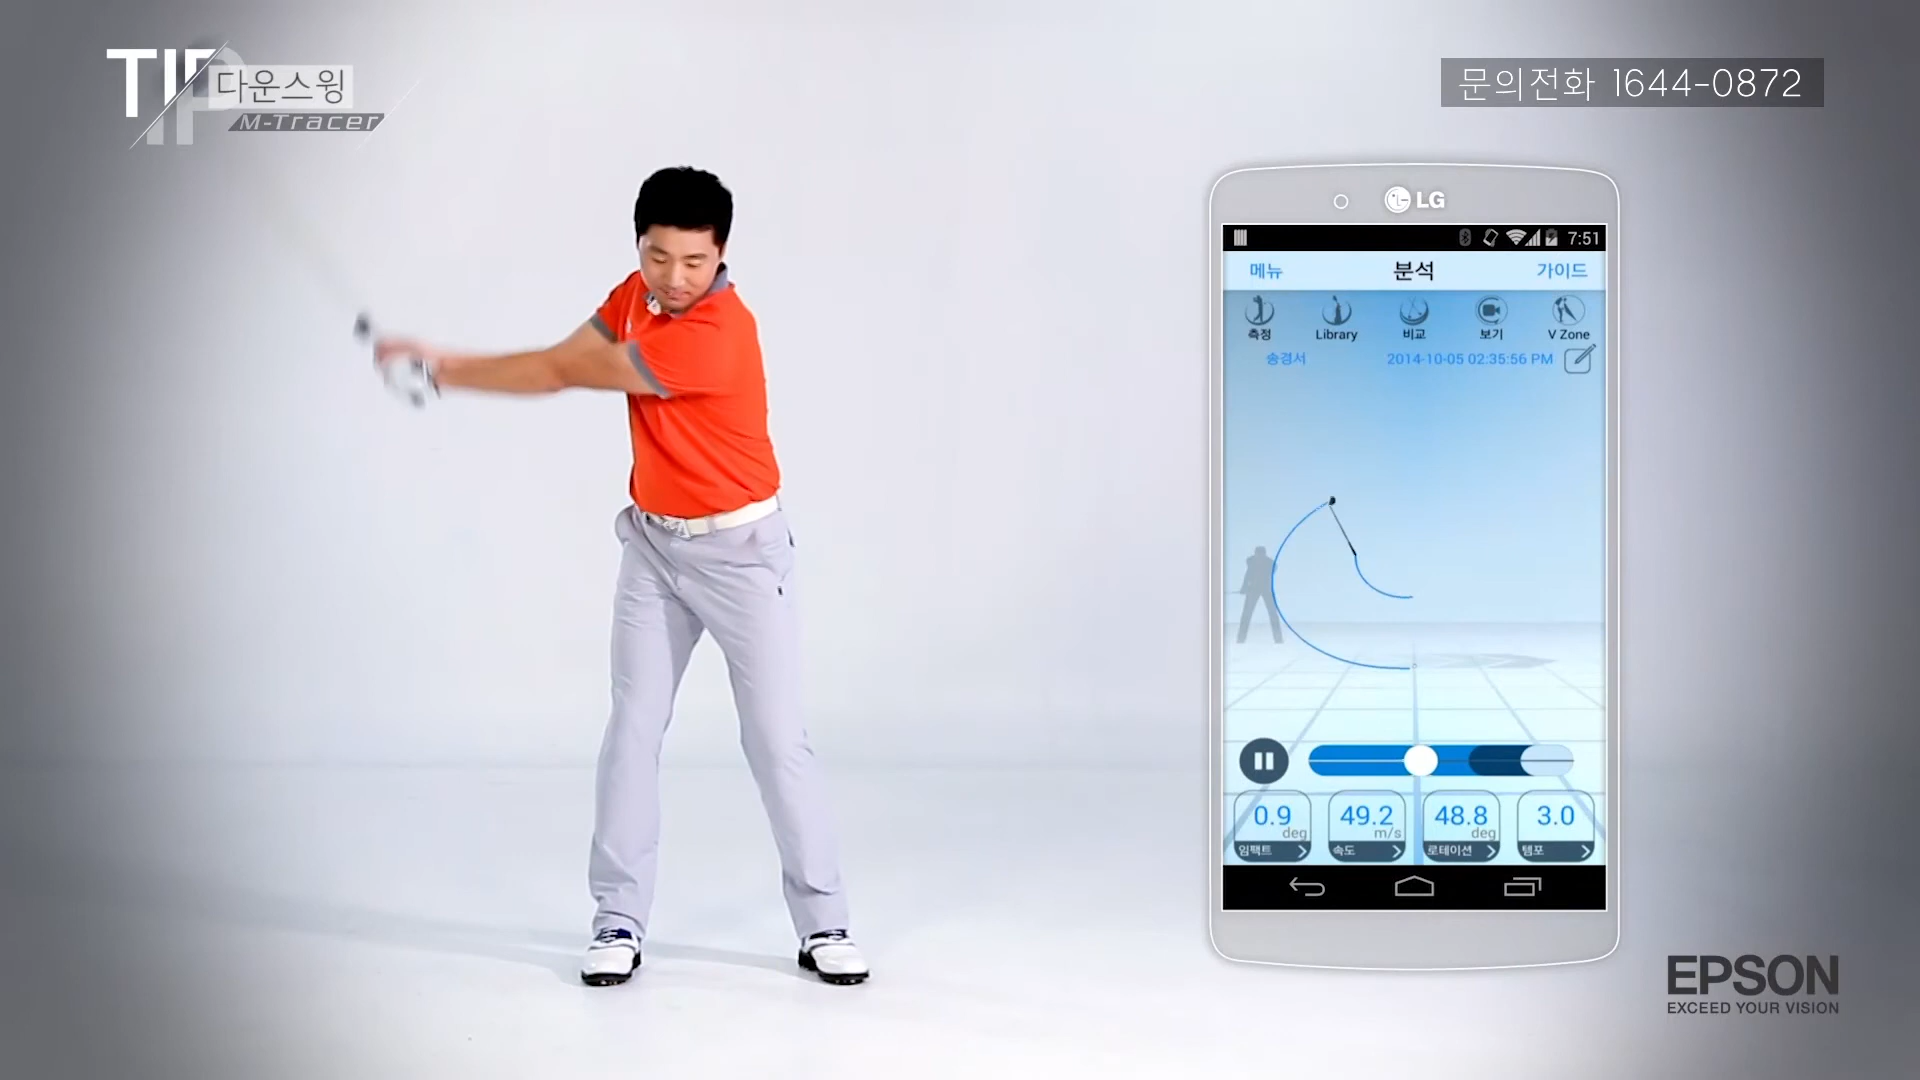 TIP 다운스윙
M-Tracer
문의전화 1644-0872
LG
7:51
메뉴 분석 가이드
측정 Library 비교 보기 V Zone
송경서 2014-10-05 02:35:56 PM
0.9 49.2 48.8 3.0
deg m/s deg
임팩트 속도 로테이션 템포
EPSON
EXCEED YOUR VISION